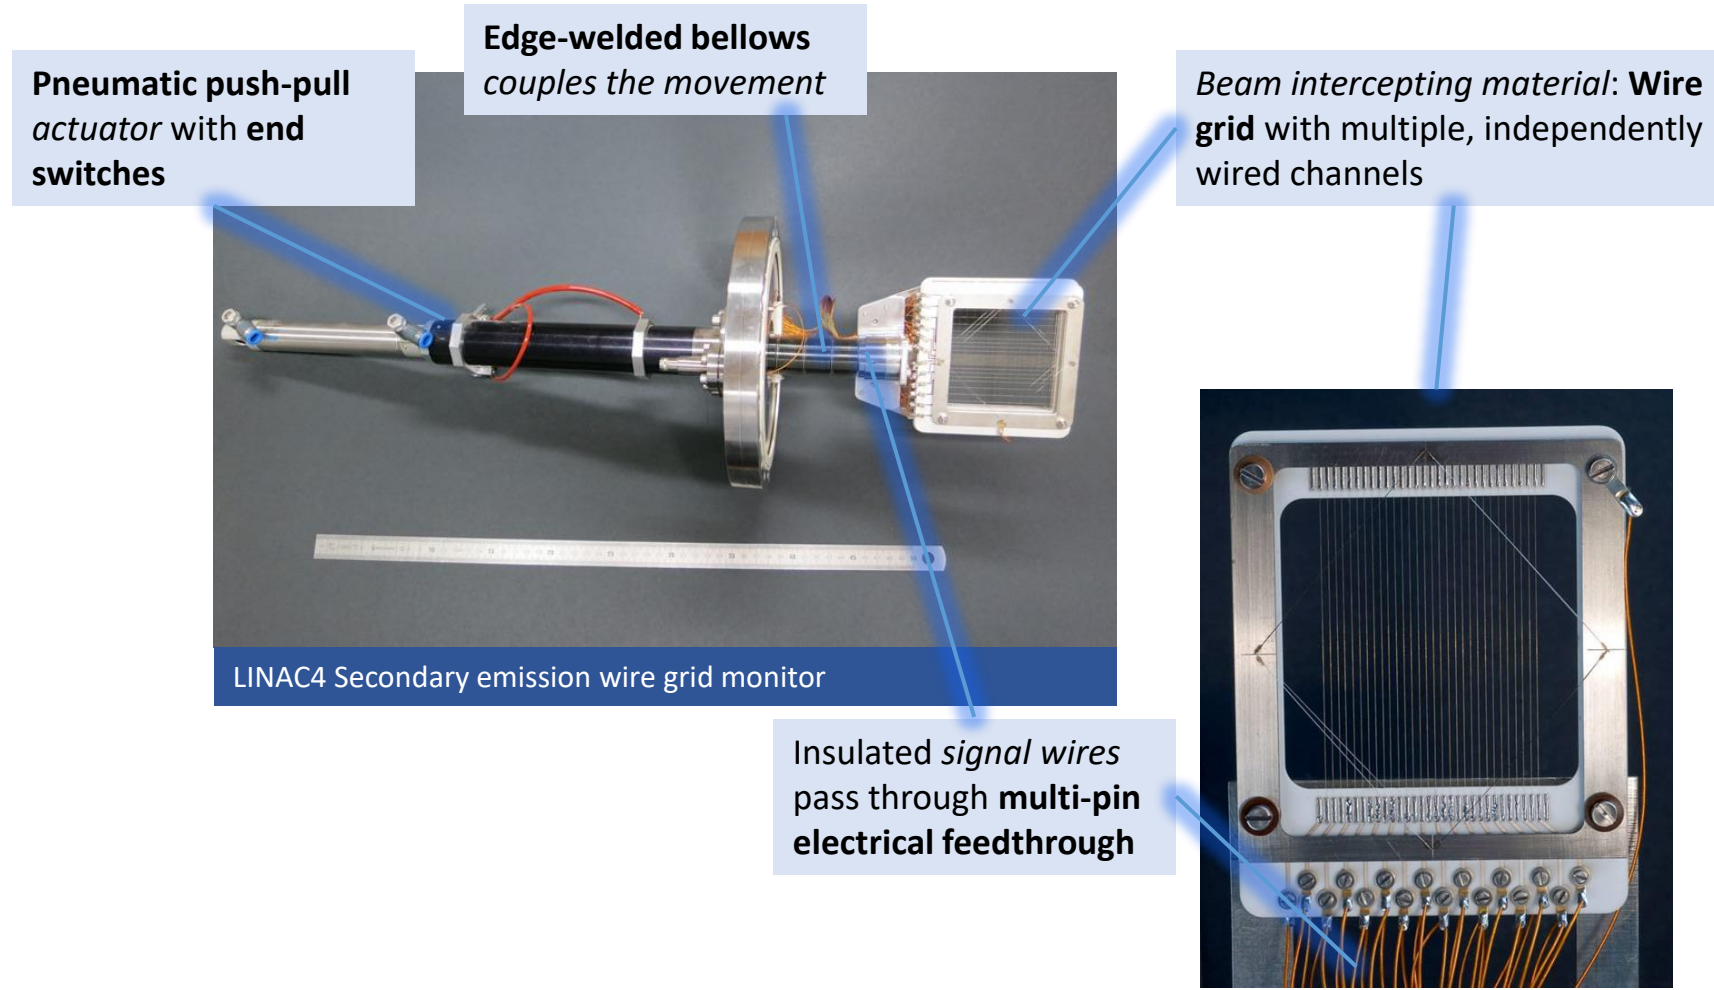 Edge-welded bellows
couples the movement
Pneumatic push-pull
actuator with end
switches
Beam intercepting material: Wire
grid with multiple, independently
wired channels
LINAC4 Secondary emission wire grid monitor
Insulated signal wires
pass through multi-pin
electrical feedthrough